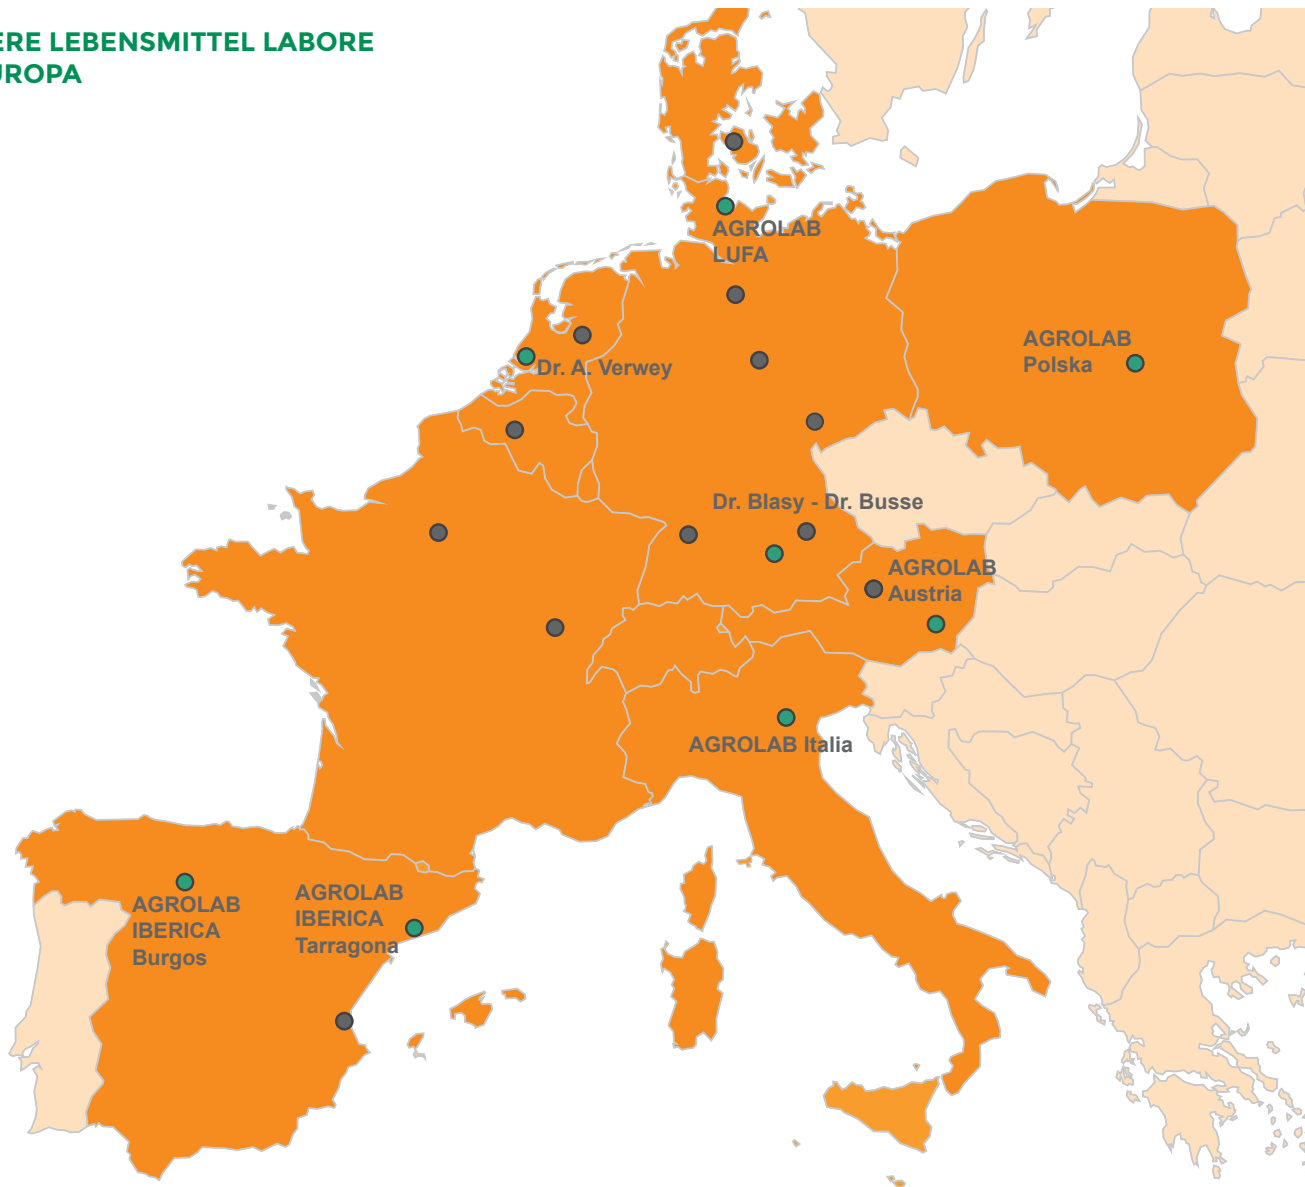 ERE LEBENSMITTEL LABORE
UROPA
AGROLAB
LUFA
AGROLAB
Polska
Dr. A. Verwey
Dr. Blasy - Dr. Busse
AGROLAB
Austria
AGROLAB Italia
AGROLAB
IBERICA
Burgos
AGROLAB
IBERICA
Tarragona